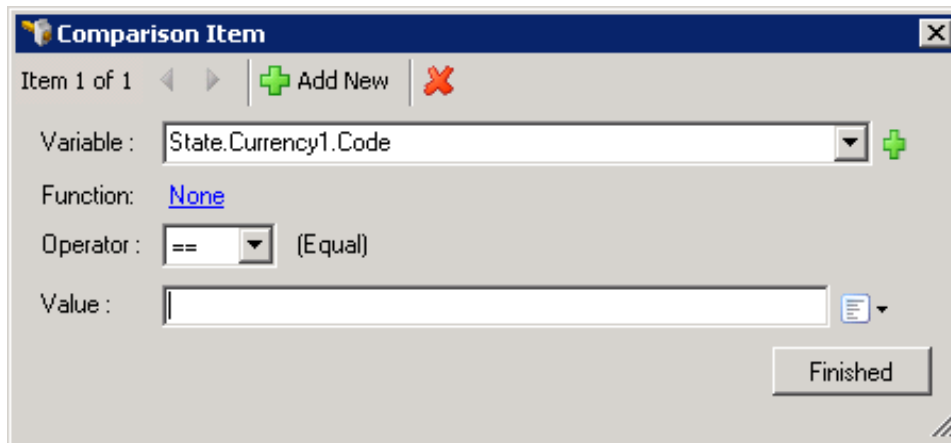 Comparison Item
Item 1 of 1 Add New
Variable : State.Currency1.Code
Function: None
Operator : == (Equal)
Value :
Finished